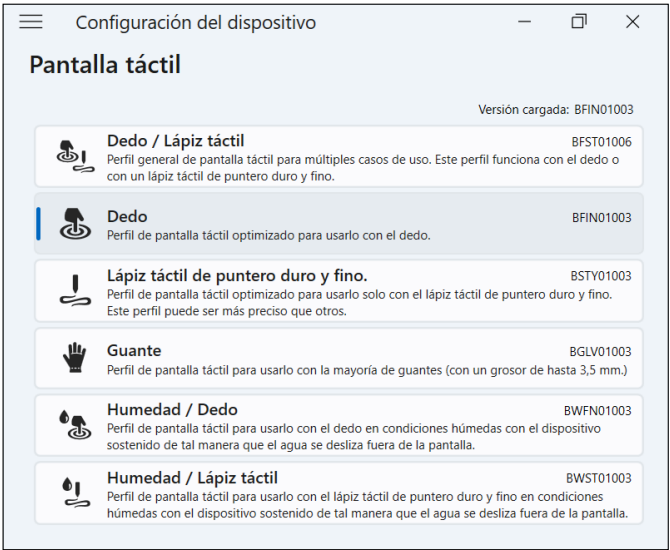 Configuración del dispositivo
Pantalla táctil
Versión cargada: BFIN01003
Dedo / Lápiz táctil BFST01006
Perfil general de pantalla táctil para múltiples casos de uso. Este perfil funciona con el dedo o
con un lápiz táctil de puntero duro y fino.
Dedo BFIN01003
Perfil de pantalla táctil optimizado para usarlo con el dedo.
Lápiz táctil de puntero duro y fino. BSTY01003
Perfil de pantalla táctil optimizado para usarlo solo con el lápiz táctil de puntero duro y fino.
Este perfil puede ser más preciso que otros.
Guante BGLV01003
Perfil de pantalla táctil para usarlo con la mayoría de guantes (con un grosor de hasta 3,5 mm.)
Humedad / Dedo BWFN01003
Perfil de pantalla táctil para usarlo con el dedo en condiciones húmedas con el dispositivo
sostenido de tal manera que el agua se desliza fuera de la pantalla.
Humedad / Lápiz táctil BWST01003
Perfil de pantalla táctil para usarlo con el lápiz táctil de puntero duro y fino en condiciones
húmedas con el dispositivo sostenido de tal manera que el agua se desliza fuera de la pantalla.